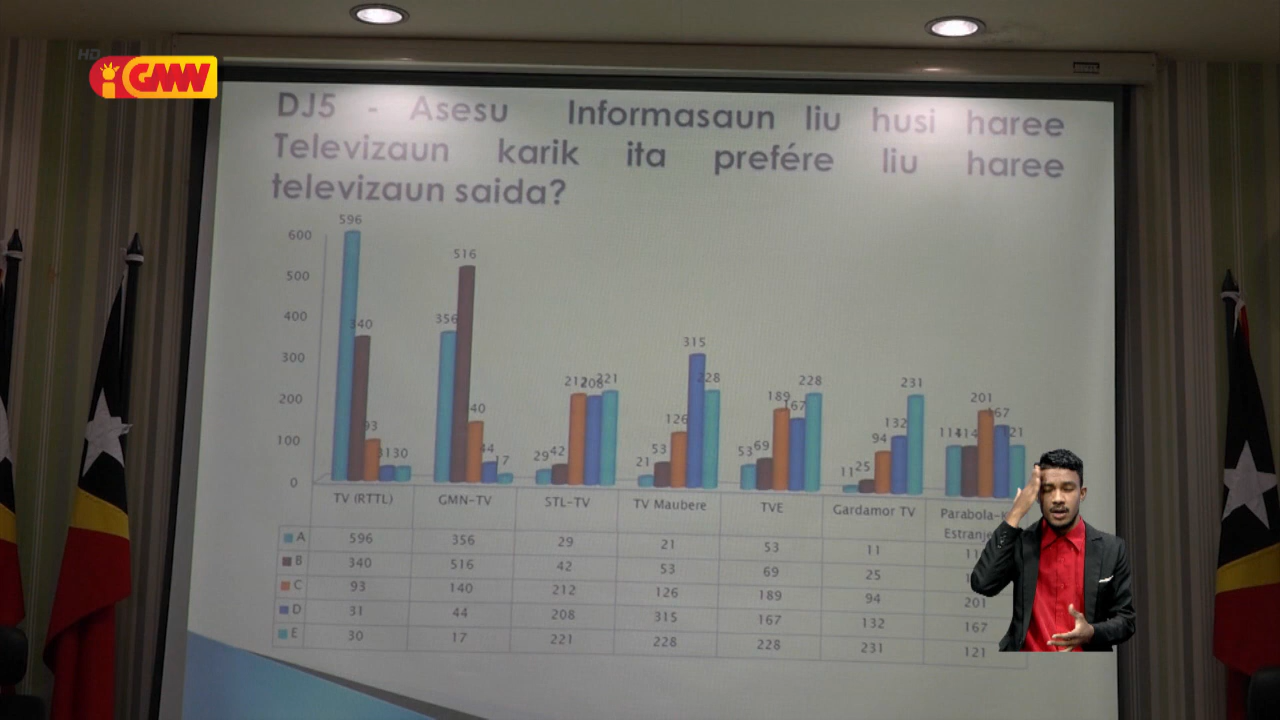 HD
GMN
DJ5 - Asesu Informasaun liu husi haree
Televizaun karik ita prefére liu haree
televizaun saida?
600
500
400
300
200
100
0
596 340 93 31 30
356 516 140 44 17
29 42 212 208 221
21 53 126 315 228
53 69 189 167 228
11 25 94 132 231
114 114 201 167 121
TV (RTTL) GMN-TV STL-TV TV Maubere TVE Gardamor TV Parabola-
A 596 356 29 21 53 11
B 340 516 42 53 69 25
C 93 140 212 126 189 94 201
D 31 44 208 315 167 132 167
E 30 17 221 228 228 231 121